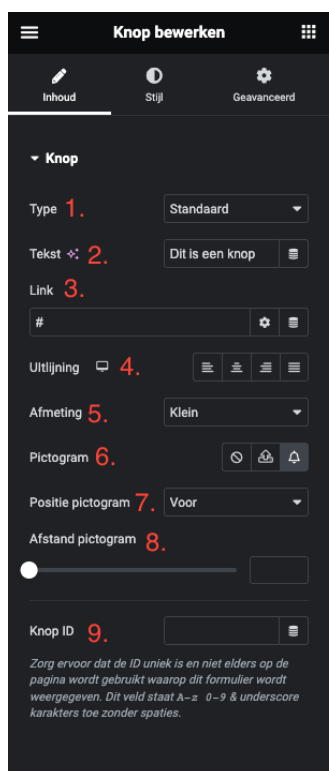 Knop bewerken
Inhoud Stijl Geavanceerd
Knop
Type 1. Standaard
Tekst 2. Dit is een knop
Link 3.
#
Uitlijning 4.
Afmeting 5. Klein
Pictogram 6.
Positie pictogram 7. Voor
Afstand pictogram 8.
Knop ID 9.
Zorg ervoor dat de ID uniek is en niet elders op de
pagina wordt gebruikt waarop dit formulier wordt
weergegeven. Dit veld staat A-z 0-9 & underscore
karakters toe zonder spaties.